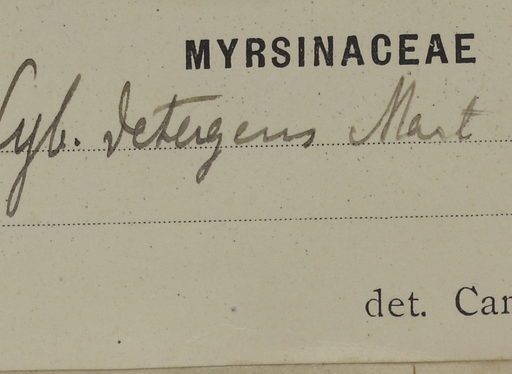 MYRSINACEAE
Cyb. detergens Mart
det. Car